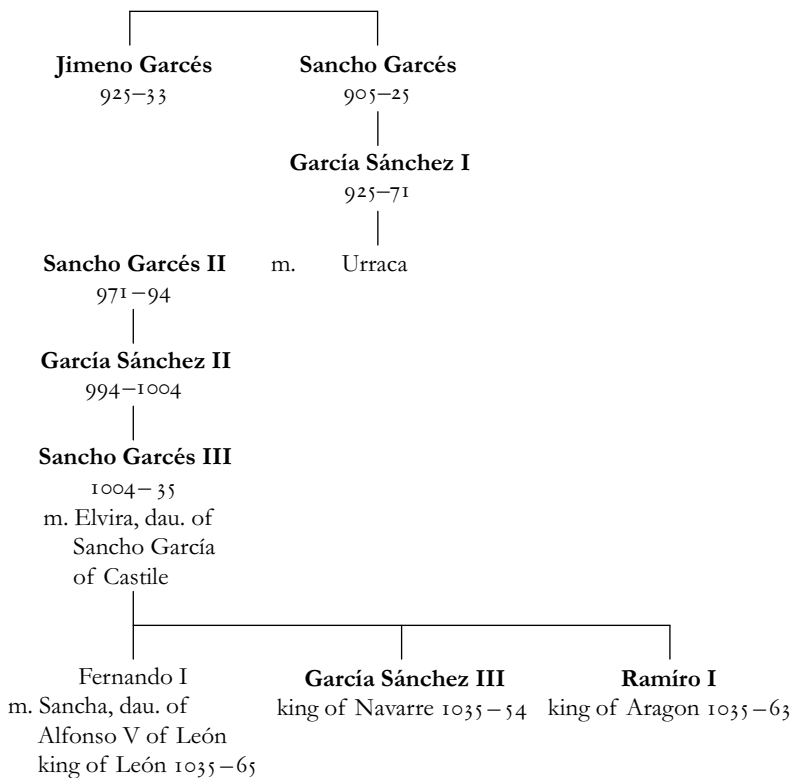 Jimeno Garcés
925–33
Sancho Garcés
905–25
García Sánchez I
925–71
Sancho Garcés II m. Urraca
971–94
García Sánchez II
994–1004
Sancho Garcés III
1004–35
m. Elvira, dau. of
Sancho García
of Castile
Fernando I
m. Sancha, dau. of
Alfonso V of León
king of León 1035–65
García Sánchez III
king of Navarre 1035–54
Ramíro I
king of Aragon 1035–63